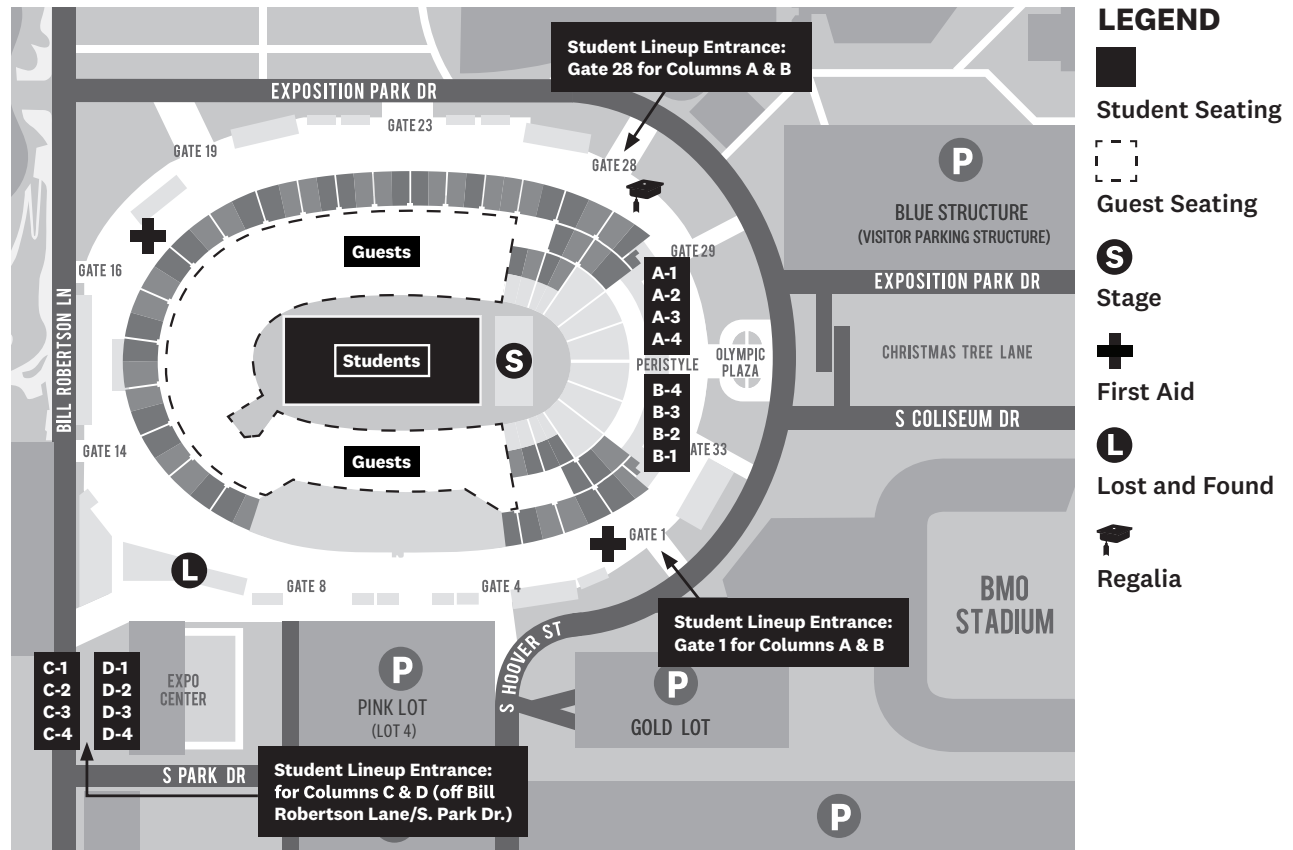 LEGEND
Student Seating
Guest Seating
S
Stage
First Aid
L
Lost and Found
Regalia
Student Lineup Entrance:
Gate 28 for Columns A & B
EXPOSITION PARK DR
GATE 23
GATE 19
GATE 28
P
BLUE STRUCTURE
(VISITOR PARKING STRUCTURE)
GATE 29
Guests
GATE 16
A-1
A-2
A-3
A-4
EXPOSITION PARK DR
BILL ROBERTSON LN
Students
S
PERISTYLE
OLYMPIC
PLAZA
CHRISTMAS TREE LANE
B-4
B-3
B-2
B-1
S COLISEUM DR
GATE 14
Guests
ATE 33
GATE 1
L
GATE 8
GATE 4
BMO
STADIUM
Student Lineup Entrance:
Gate 1 for Columns A & B
S HOOVER ST
C-1
C-2
C-3
C-4
D-1
D-2
D-3
D-4
EXPO
CENTER
P
PINK LOT
(LOT 4)
P
GOLD LOT
S PARK DR
Student Lineup Entrance:
for Columns C & D (off Bill
Robertson Lane/S. Park Dr.)
P